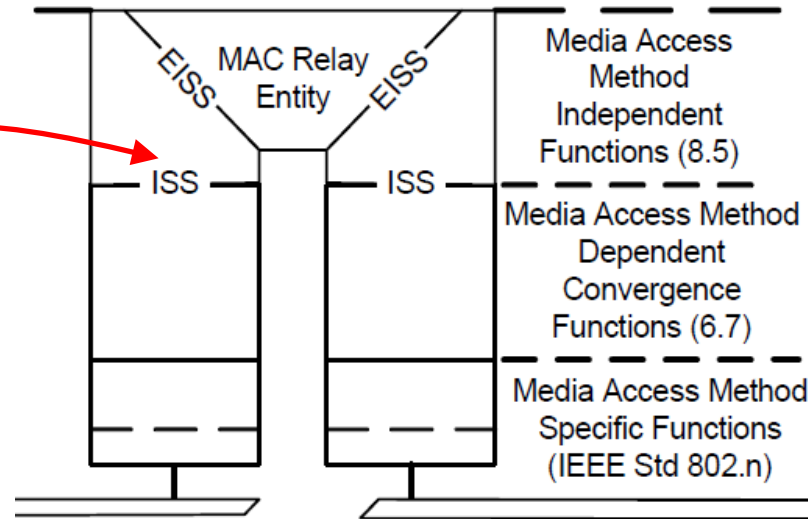 EISS
MAC Relay
Entity
EISS
Media Access
Method
Independent
Functions (8.5)
ISS
ISS
Media Access Method
Dependent
Convergence
Functions (6.7)
Media Access Method
Specific Functions
(IEEE Std 802.n)